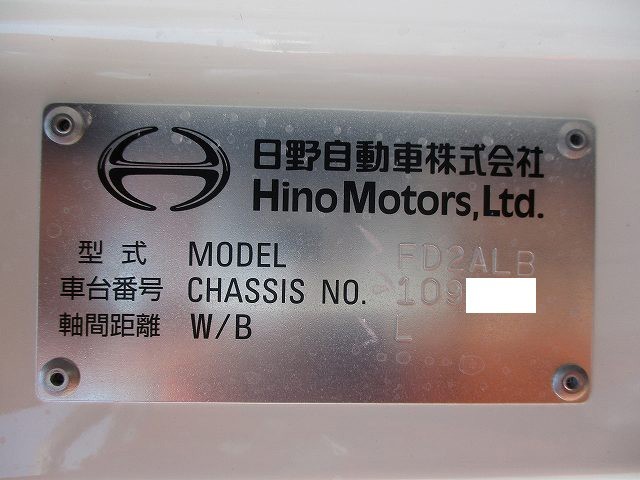 日野自動車株式会社
Hino Motors, Ltd.
型式 MODEL FD2ALB
車台番号 CHASSIS NO. 109
軸間距離 W/B L